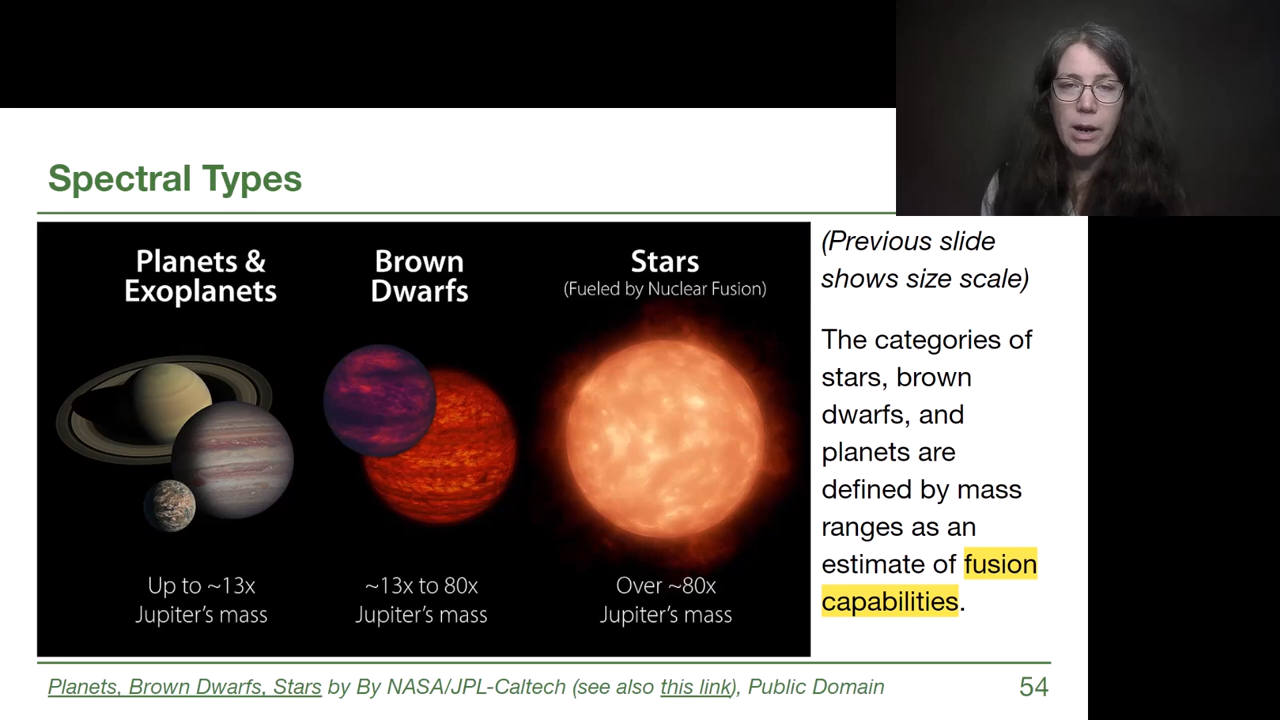 Spectral Types
Planets &
Exoplanets
Brown
Dwarfs
Stars
(Fueled by Nuclear Fusion)
Up to ~13x
Jupiter's mass
~13x to 80x
Jupiter's mass
Over ~80x
Jupiter's mass
(Previous slide
shows size scale)
The categories of
stars, brown
dwarfs, and
planets are
defined by mass
ranges as an
estimate of fusion
capabilities.
Planets, Brown Dwarfs, Stars by By NASA/JPL-Caltech (see also this link), Public Domain
54